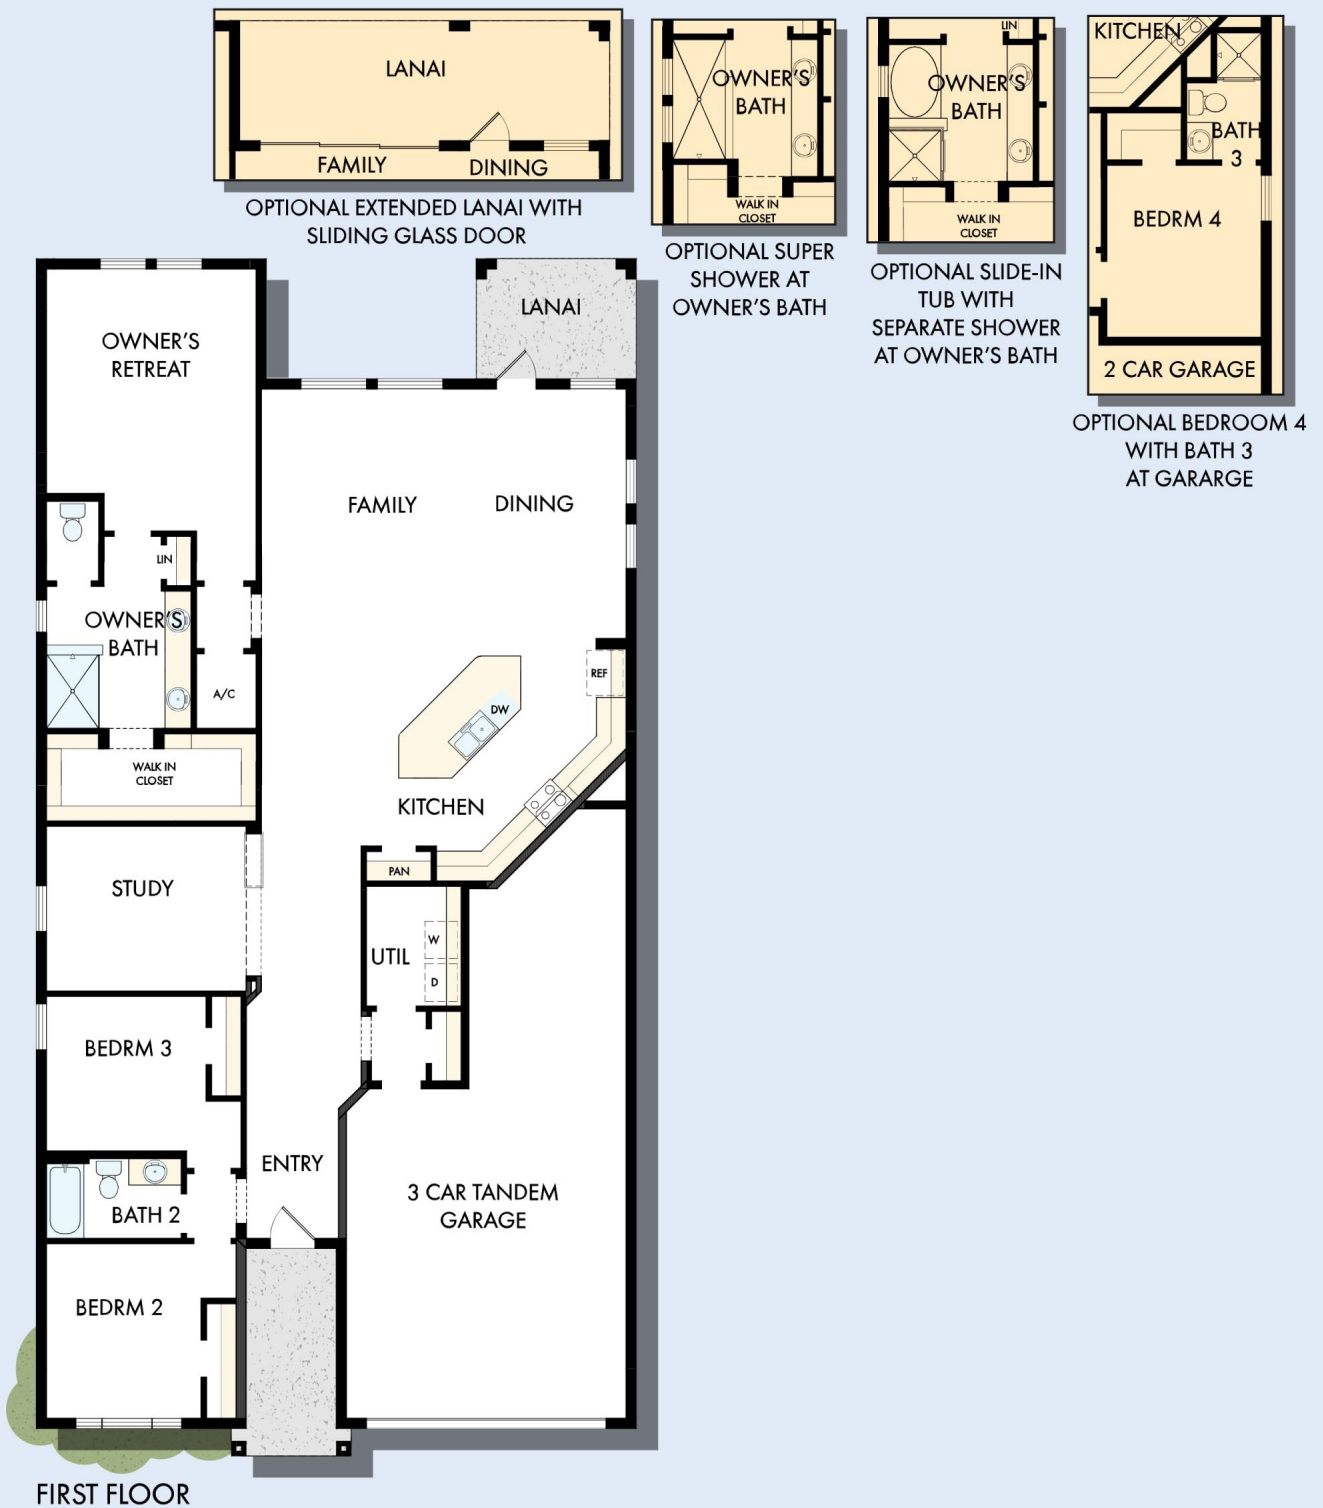 LANAI
FAMILY
DINING
OPTIONAL EXTENDED LANAI WITH
SLIDING GLASS DOOR
OWNER'S
BATH
WALK IN
CLOSET
OPTIONAL SUPER
SHOWER AT
OWNER'S BATH
LIN
OWNER'S
BATH
WALK IN
CLOSET
OPTIONAL SLIDE-IN
TUB WITH
SEPARATE SHOWER
AT OWNER'S BATH
KITCHEN
BATH
3
BEDRM 4
2 CAR GARAGE
OPTIONAL BEDROOM 4
WITH BATH 3
AT GARARGE
OWNER'S
RETREAT
LANAI
FAMILY
DINING
LIN
OWNER'S
BATH
A/C
REF
DW
WALK IN
CLOSET
KITCHEN
PAN
STUDY
UTIL
W
D
BEDRM 3
ENTRY
3 CAR TANDEM
GARAGE
BATH 2
BEDRM 2
FIRST FLOOR